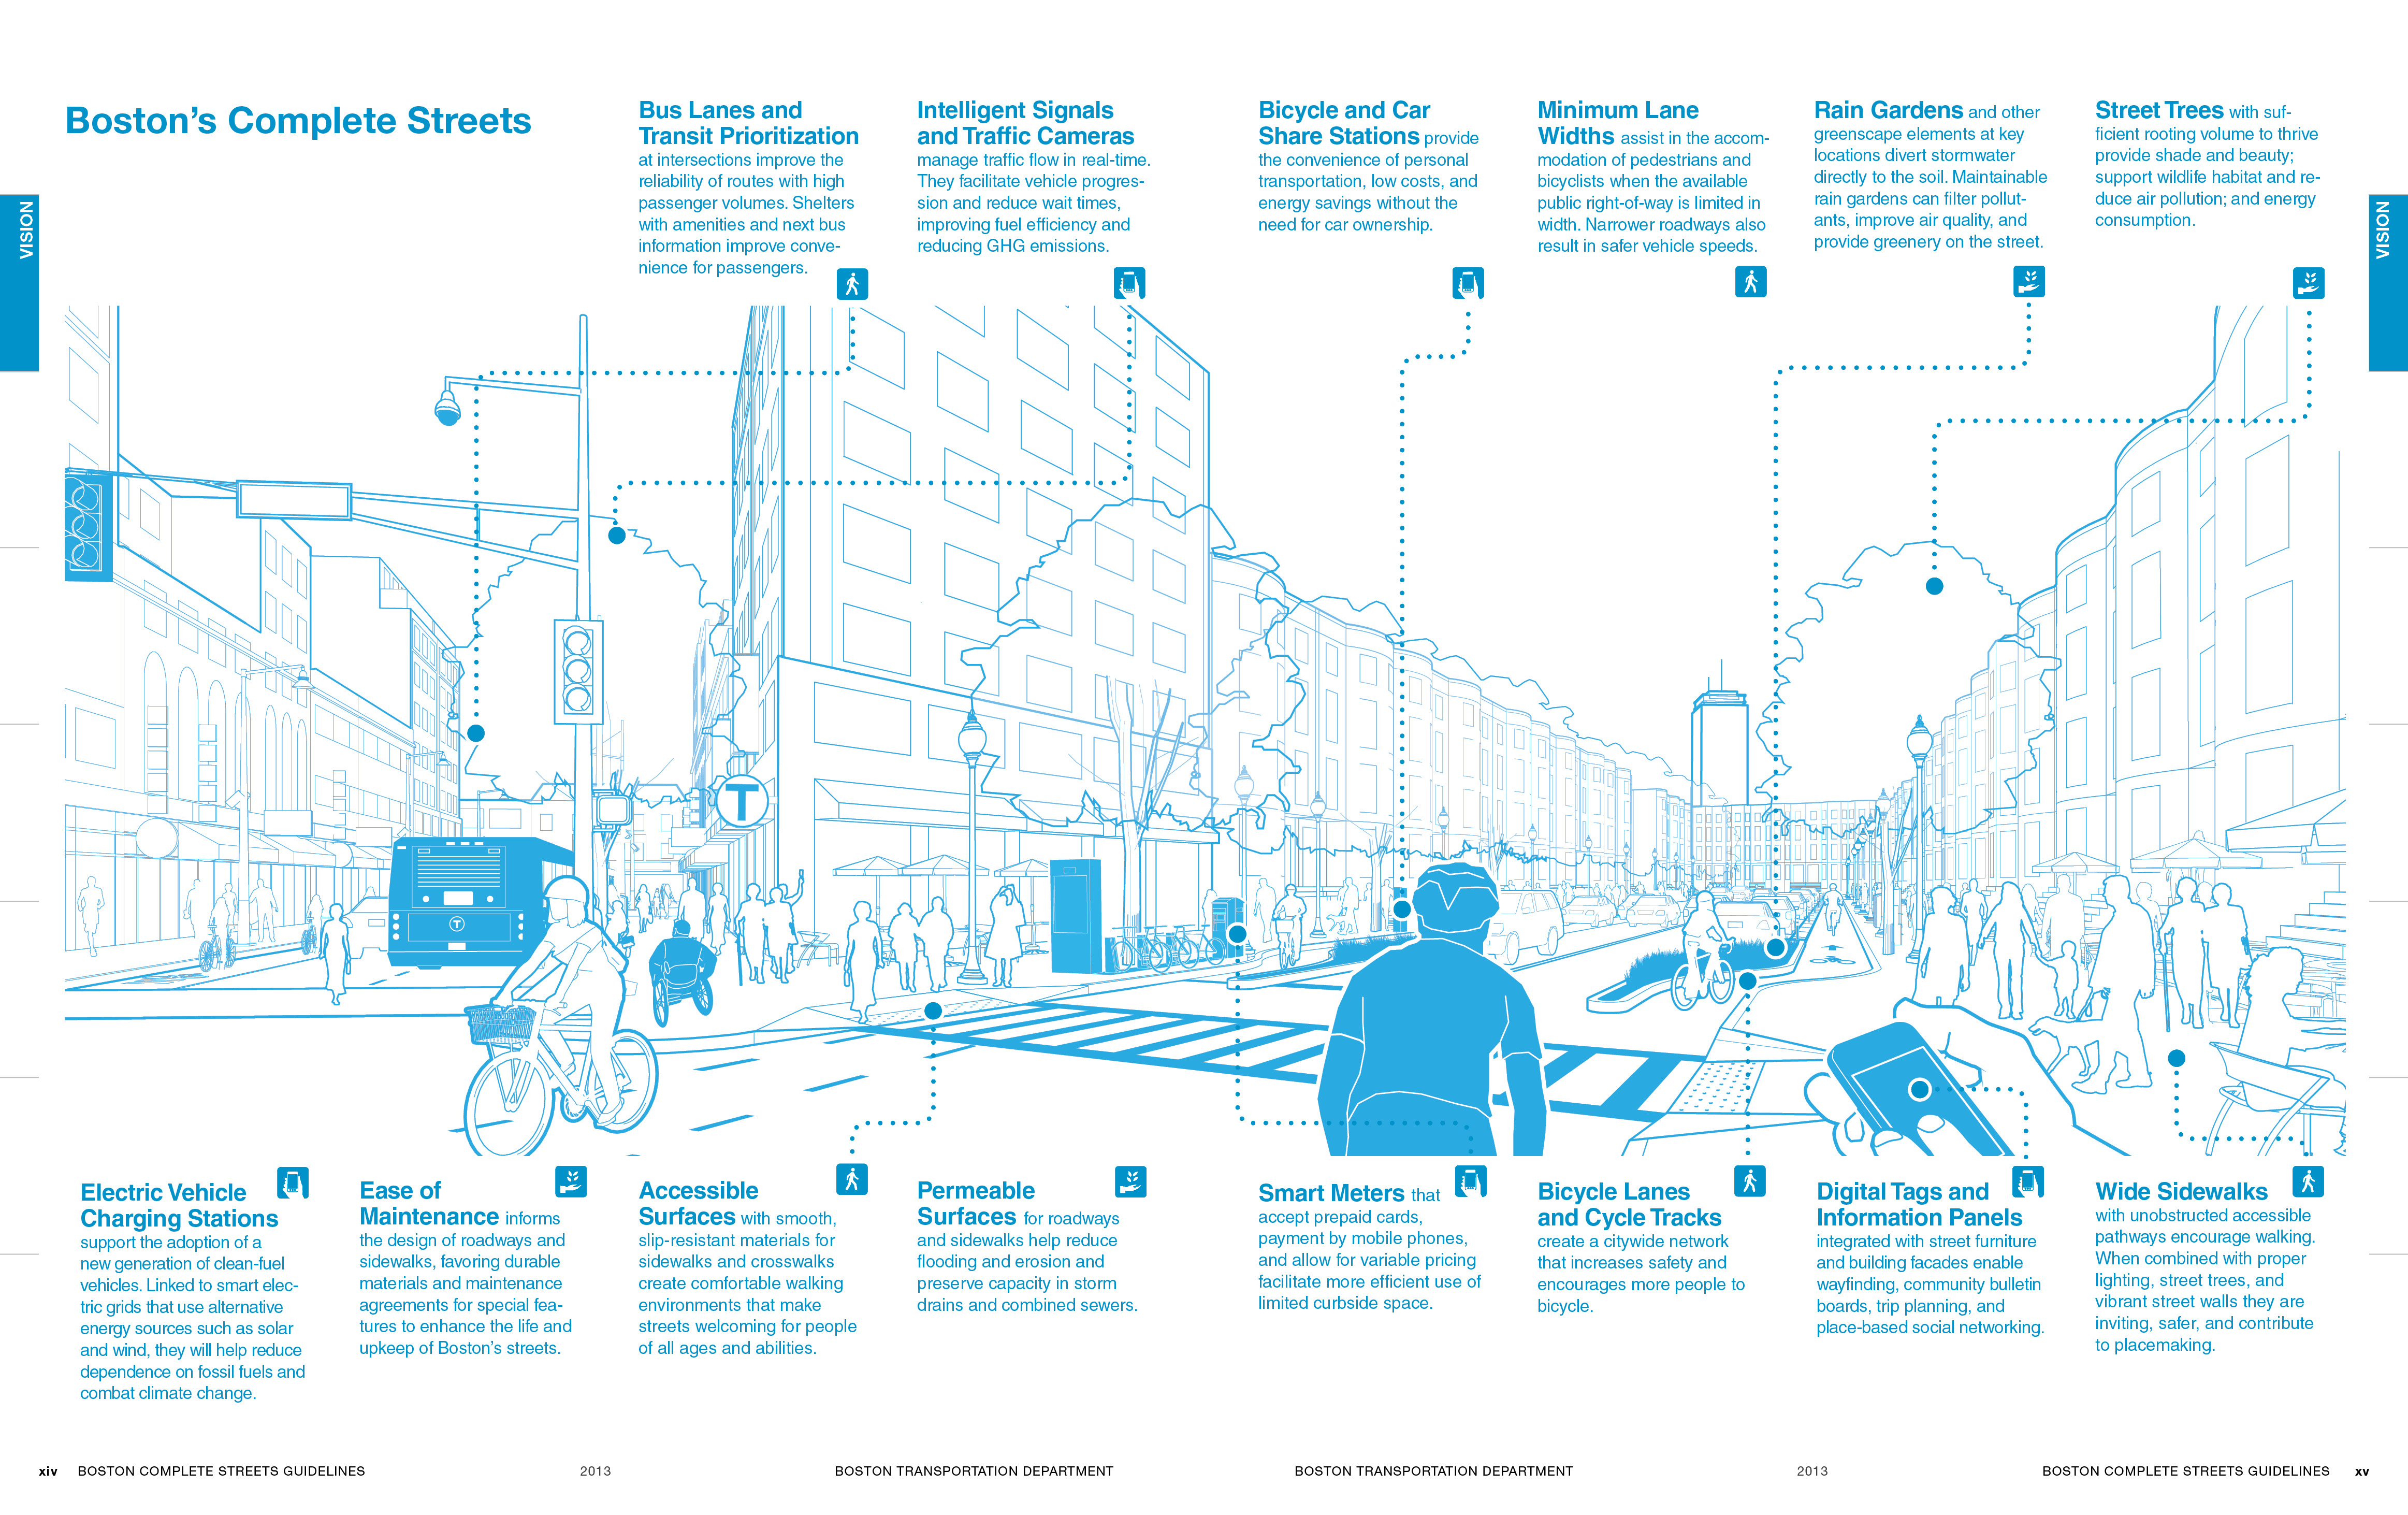 Boston's Complete Streets
VISION
Bus Lanes and
Transit Prioritization
at intersections improve the
reliability of routes with high
passenger volumes. Shelters
with amenities and next bus
information improve conve-
nience for passengers.
Intelligent Signals
and Traffic Cameras
manage traffic flow in real-time.
They facilitate vehicle progres-
sion and reduce wait times,
improving fuel efficiency and
reducing GHG emissions.
Bicycle and Car
Share Stations provide
the convenience of personal
transportation, low costs, and
energy savings without the
need for car ownership.
Minimum Lane
Widths assist in the accom-
modation of pedestrians and
bicyclists when the available
public right-of-way is limited in
width. Narrower roadways also
result in safer vehicle speeds.
Rain Gardens and other
greenscape elements at key
locations divert stormwater
directly to the soil. Maintainable
rain gardens can filter pollut-
ants, improve air quality, and
provide greenery on the street.
Street Trees with suf-
ficient rooting volume to thrive
provide shade and beauty;
support wildlife habitat and re-
duce air pollution; and energy
consumption.
VISION
T
T
Electric Vehicle
Charging Stations
support the adoption of a
new generation of clean-fuel
vehicles. Linked to smart elec-
tric grids that use alternative
energy sources such as solar
and wind, they will help reduce
dependence on fossil fuels and
combat climate change.
Ease of
Maintenance informs
the design of roadways and
sidewalks, favoring durable
materials and maintenance
agreements for special fea-
tures to enhance the life and
upkeep of Boston's streets.
Accessible
Surfaces with smooth,
slip-resistant materials for
sidewalks and crosswalks
create comfortable walking
environments that make
streets welcoming for people
of all ages and abilities.
Permeable
Surfaces for roadways
and sidewalks help reduce
flooding and erosion and
preserve capacity in storm
drains and combined sewers.
Smart Meters that
accept prepaid cards,
payment by mobile phones,
and allow for variable pricing
facilitate more efficient use of
limited curbside space.
Bicycle Lanes
and Cycle Tracks
create a citywide network
that increases safety and
encourages more people to
bicycle.
Digital Tags and
Information Panels
integrated with street furniture
and building facades enable
wayfinding, community bulletin
boards, trip planning, and
place-based social networking.
Wide Sidewalks
with unobstructed accessible
pathways encourage walking.
When combined with proper
lighting, street trees, and
vibrant street walls they are
inviting, safer, and contribute
to placemaking.
xiv BOSTON COMPLETE STREETS GUIDELINES 2013 BOSTON TRANSPORTATION DEPARTMENT
BOSTON TRANSPORTATION DEPARTMENT 2013 BOSTON COMPLETE STREETS GUIDELINES xv